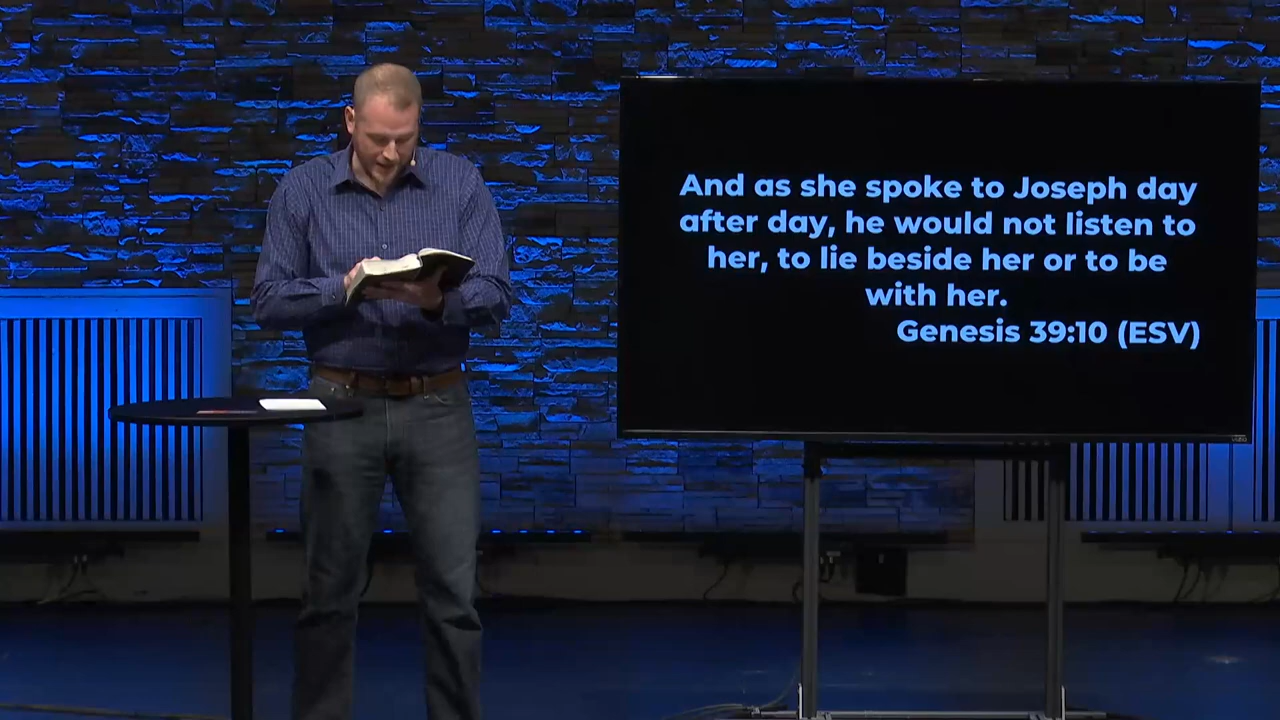 And as she spoke to Joseph day
after day, he would not listen to
her, to lie beside her or to be
with her.
Genesis 39:10 (ESV)
VIZIO